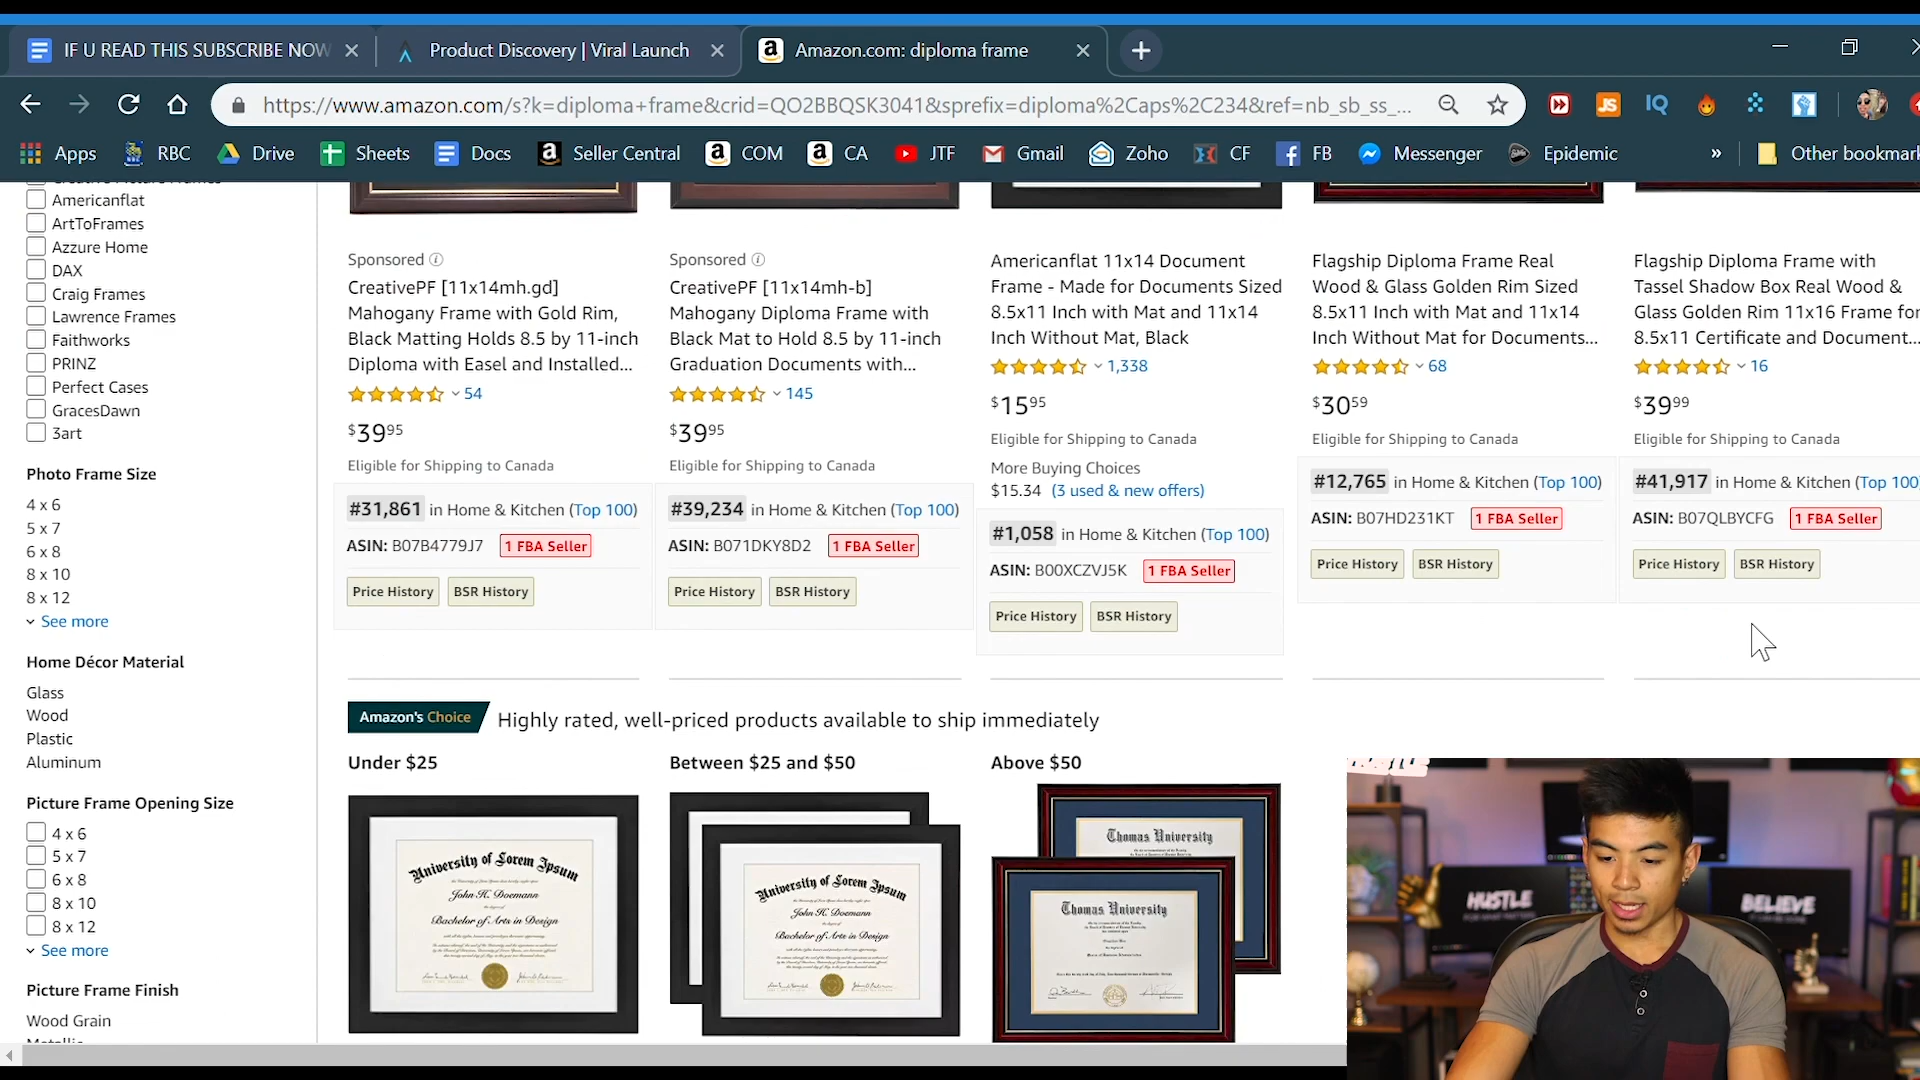 IF U READ THIS SUBSCRIBE NOW
Product Discovery | Viral Launch
Amazon.com: diploma frame
https://www.amazon.com/s?k=diploma+frame&crid=QO2BBQSK3041&sprefix=diploma%2Caps%2C234&ref=nb_sb_ss_...
JS
IQ
Apps
RBC
Drive
Sheets
Docs
Seller Central
COM
CA
JTF
Gmail
Zoho
CF
FB
Messenger
Epidemic
»
Other bookmark
Americanflat
ArtToFrames
Azzure Home
DAX
Craig Frames
Lawrence Frames
Faithworks
PRINZ
Perfect Cases
GracesDawn
3art
Photo Frame Size
4 x 6
5 x 7
6 x 8
8 x 10
8 x 12
See more
Home Décor Material
Glass
Wood
Plastic
Aluminum
Picture Frame Opening Size
4 x 6
5 x 7
6 x 8
8 x 10
8 x 12
See more
Picture Frame Finish
Wood Grain
Sponsored
CreativePF [11x14mh.gd]
Mahogany Frame with Gold Rim,
Black Matting Holds 8.5 by 11-inch
Diploma with Easel and Installed...
54
$3995
Eligible for Shipping to Canada
#31,861 in Home & Kitchen (Top 100)
ASIN: B07B4779J7 1 FBA Seller
Price History BSR History
Sponsored
CreativePF [11x14mh-b]
Mahogany Diploma Frame with
Black Mat to Hold 8.5 by 11-inch
Graduation Documents with...
145
$3995
Eligible for Shipping to Canada
#39,234 in Home & Kitchen (Top 100)
ASIN: B071DKY8D2 1 FBA Seller
Price History BSR History
Americanflat 11x14 Document
Frame - Made for Documents Sized
8.5x11 Inch with Mat and 11x14
Inch Without Mat, Black
1,338
$1595
Eligible for Shipping to Canada
More Buying Choices
$15.34 (3 used & new offers)
#1,058 in Home & Kitchen (Top 100)
ASIN: B00XCZVJ5K 1 FBA Seller
Price History BSR History
Flagship Diploma Frame Real
Wood & Glass Golden Rim Sized
8.5x11 Inch with Mat and 11x14
Inch Without Mat for Documents...
68
$3059
Eligible for Shipping to Canada
#12,765 in Home & Kitchen (Top 100)
ASIN: B07HD231KT 1 FBA Seller
Price History BSR History
Flagship Diploma Frame with
Tassel Shadow Box Real Wood &
Glass Golden Rim 11x16 Frame for
8.5x11 Certificate and Document...
16
$3999
Eligible for Shipping to Canada
#41,917 in Home & Kitchen (Top 100
ASIN: B07QLBYCFG 1 FBA Seller
Price History BSR History
Amazon's Choice Highly rated, well-priced products available to ship immediately
Under $25
University of Lorem Ipsum
John H. Doemann
Bachelor of Arts in Design
Between $25 and $50
University of Lorem Ipsum
John H. Doemann
Bachelor of Arts in Design
Above $50
Thomas University
Thomas University
HUSTLE
BELIEVE